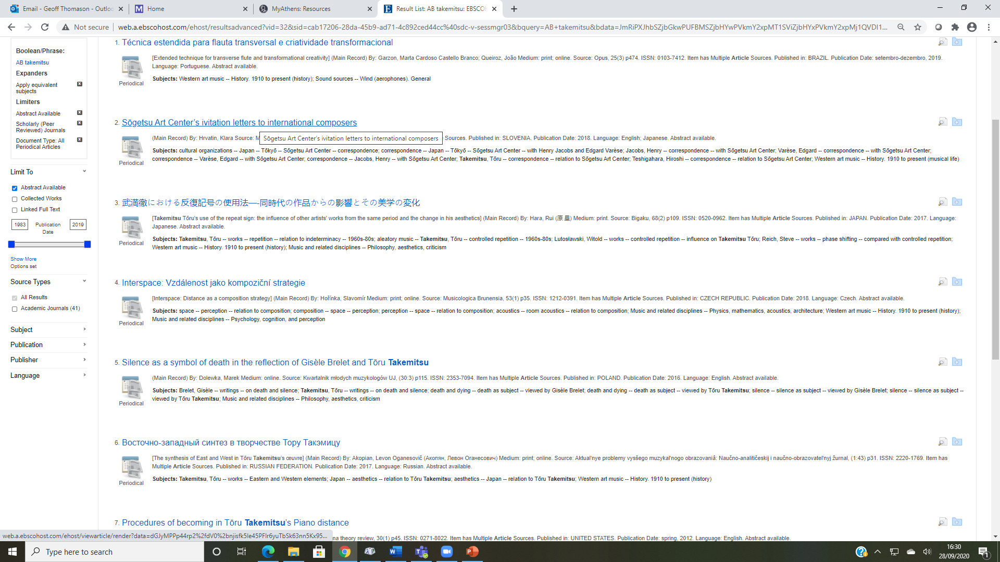 Email - Geoff Thomason - Outlo
Home
MyAthens: Resources
Result List: AB takemitsu: EBSCOh
Not secure
web.a.ebscohost.com/ehost/resultsadvanced?vid=32&sid=cab17206-28da-45b9-ad71-4c892ced44cc%40sdc-v-sessmgr03&bquery=AB+takemitsu&bdata=JmRiPXJhbSZjbGkwPUFBMSZjbHYwPVkmY2xpMT1SViZjbHYxPVkmY2xpMj1QVDI1...
Boolean/Phrase:
AB takemitsu
Expanders
Apply equivalent
subjects
Limiters
Abstract Available
Scholarly (Peer
Reviewed) Journals
Document Type: All
Periodical Articles
Limit To
Abstract Available
Collected Works
Linked Full Text
1983 Publication 2019
Date
Show More
Options set
Source Types
All Results
Academic Journals (41)
Subject
Publication
Publisher
Language
1. Técnica estendida para flauta transversal e criatividade transformacional
[Extended technique for transverse flute and transformational creativity] (Main Record) By: Garzon, Marta Cardoso Castello Branco; Queiroz, João Medium: print; online. Source: Opus, 25(3) p474. ISSN: 0103-7412. Item has Multiple Article Sources. Published in: BRAZIL. Publication Date: setembro-dezembro, 2019.
Language: Portuguese. Abstract available.
Subjects: Western art music -- History. 1910 to present (history); Sound sources -- Wind (aerophones). General
Periodical
2. Sōgetsu Art Center's ivitation letters to international composers
(Main Record) By: Hrvatin, Klara Source: M
Sōgetsu Art Center's ivitation letters to international composers
Sources. Published in: SLOVENIA. Publication Date: 2018. Language: English; Japanese. Abstract available.
Subjects: cultural organizations -- Japan -- Tōkyō -- Sōgetsu Art Center -- correspondence; correspondence -- Japan -- Tōkyō -- Sōgetsu Art Center -- with Henry Jacobs and Edgard Varèse; Jacobs, Henry -- correspondence -- with Sōgetsu Art Center; Varèse, Edgard -- correspondence -- with Sōgetsu Art Center;
correspondence -- Varèse, Edgard -- with Sōgetsu Art Center; correspondence -- Jacobs, Henry -- with Sōgetsu Art Center; Takemitsu, Tōru -- correspondence -- relation to Sōgetsu Art Center; Teshigahara, Hiroshi -- correspondence -- relation to Sōgetsu Art Center; Western art music -- History. 1910 to present (musical life)
Periodical
3. 武満徹における反復記号の使用法—-同時代の作品からの影響とその美学の変化
[Takemitsu Tōru's use of the repeat sign: the influence of other artists' works from the same period and the change in his aesthetics] (Main Record) By: Hara, Rui (原 塁) Medium: print. Source: Bigaku, 68(2) p109. ISSN: 0520-0962. Item has Multiple Article Sources. Published in: JAPAN. Publication Date: 2017. Language:
Japanese. Abstract available.
Subjects: Takemitsu, Tōru -- works -- repetition -- relation to indeterminacy -- 1960s-80s; aleatory music -- Takemitsu, Tōru -- controlled repetition -- 1960s-80s; Lutosławski, Witold -- works -- controlled repetition -- influence on Takemitsu Tōru; Reich, Steve -- works -- phase shifting -- compared with controlled repetition;
Western art music -- History. 1910 to present (history); Music and related disciplines -- Philosophy, aesthetics, criticism
Periodical
4. Interspace: Vzdálenost jako kompoziční strategie
[Interspace: Distance as a composition strategy] (Main Record) By: Hořínka, Slavomír Medium: print; online. Source: Musicologica Brunensia, 53(1) p35. ISSN: 1212-0391. Item has Multiple Article Sources. Published in: CZECH REPUBLIC. Publication Date: 2018. Language: Czech. Abstract available.
Subjects: space -- perception -- relation to composition; composition -- space -- perception; perception -- space -- relation to composition; acoustics -- room acoustics -- relation to composition; Music and related disciplines -- Physics, mathematics, acoustics, architecture; Western art music -- History. 1910 to present (history);
Music and related disciplines -- Psychology, cognition, and perception
Periodical
5. Silence as a symbol of death in the reflection of Gisèle Brelet and Tōru Takemitsu
(Main Record) By: Dolewka, Marek Medium: online. Source: Kwartalnik młodych muzykologów UJ, (30:3) p115. ISSN: 2353-7094. Item has Multiple Article Sources. Published in: POLAND. Publication Date: 2016. Language: English. Abstract available.
Subjects: Brelet, Gisèle -- writings -- on death and silence; Takemitsu, Tōru -- writings -- on death and silence; death and dying -- death as subject -- viewed by Gisèle Brelet; death and dying -- death as subject -- viewed by Tōru Takemitsu; silence -- silence as subject -- viewed by Gisèle Brelet; silence -- silence as subject --
viewed by Tōru Takemitsu; Music and related disciplines -- Philosophy, aesthetics, criticism
Periodical
6. Восточно-западный синтез в творчестве Тору Такэмицу
[The synthesis of East and West in Tōru Takemitsu's œuvre] (Main Record) By: Akopian, Levon Oganesovič (Акопян, Левон Оганесович) Medium: print; online. Source: Aktual'nye problemy vysšego muzykal'nogo obrazovaniâ: Naučno-analitičeskij i naučno-obrazovatel'nyj žurnal, (1:43) p31. ISSN: 2220-1769. Item has
Multiple Article Sources. Published in: RUSSIAN FEDERATION. Publication Date: 2017. Language: Russian. Abstract available.
Subjects: Takemitsu, Tōru -- works -- Eastern and Western elements; Japan -- aesthetics -- relation to Tōru Takemitsu; aesthetics -- Japan -- relation to Tōru Takemitsu; Western art music -- History. 1910 to present (history)
Periodical
7. Procedures of becoming in Tōru Takemitsu's Piano distance
na theory review, 30(1) p45. ISSN: 0271-8022. Item has Multiple Article Sources. Published in: UNITED STATES. Publication Date: spring, 2012. Language: English. Abstract available.
web.a.ebscohost.com/ehost/viewarticle/render?data=dGJyMPPp44rp2%2fdV0%2bnjisfk5Ie45PFIr6yuTbSk63nn5Kx95...
Type here to search
16:30
28/09/2020
1